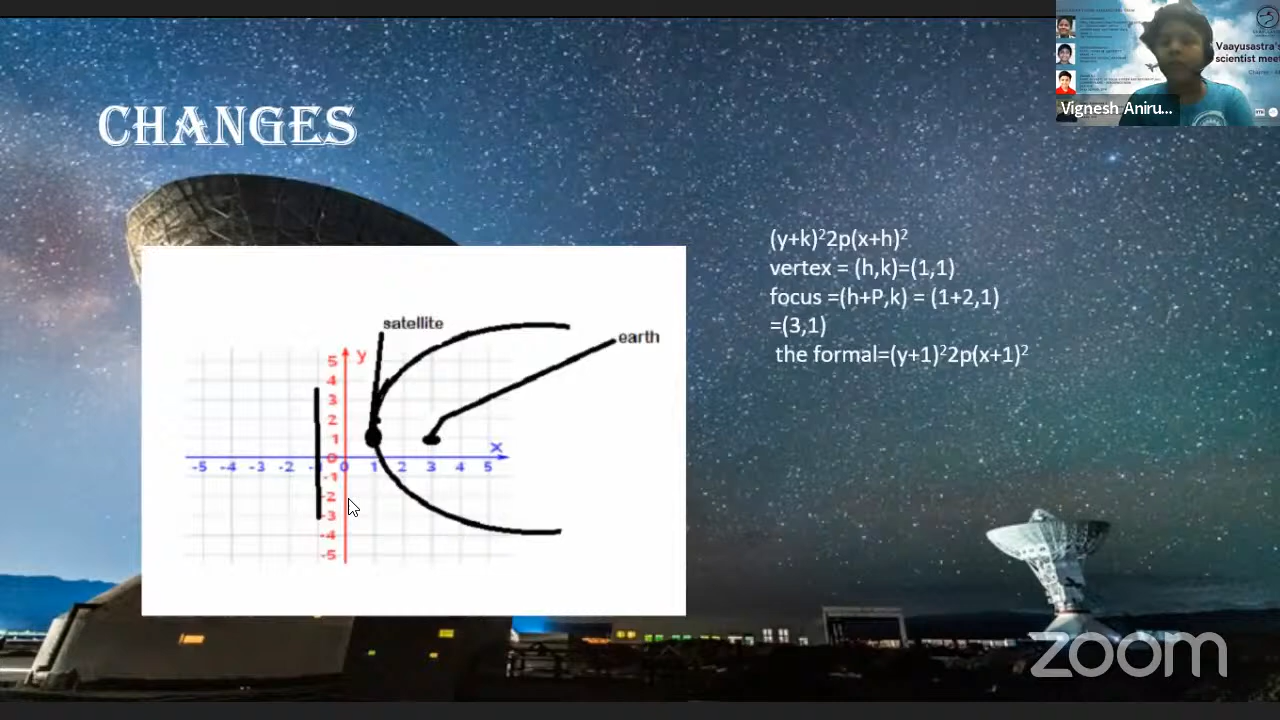 CHANGES
Vignesh Aniru...
Vaayusastra's
scientist meet
(y+k)²2p(x+h)²
vertex = (h,k)=(1,1)
focus =(h+P,k) = (1+2,1)
=(3,1)
the formal=(y+1)²2p(x+1)²
satellite
earth
y
5
4
3
2
1
0
-1
-2
-3
-4
-5
x
-5 -4 -3 -2 0 1 2 3 4 5
zoom